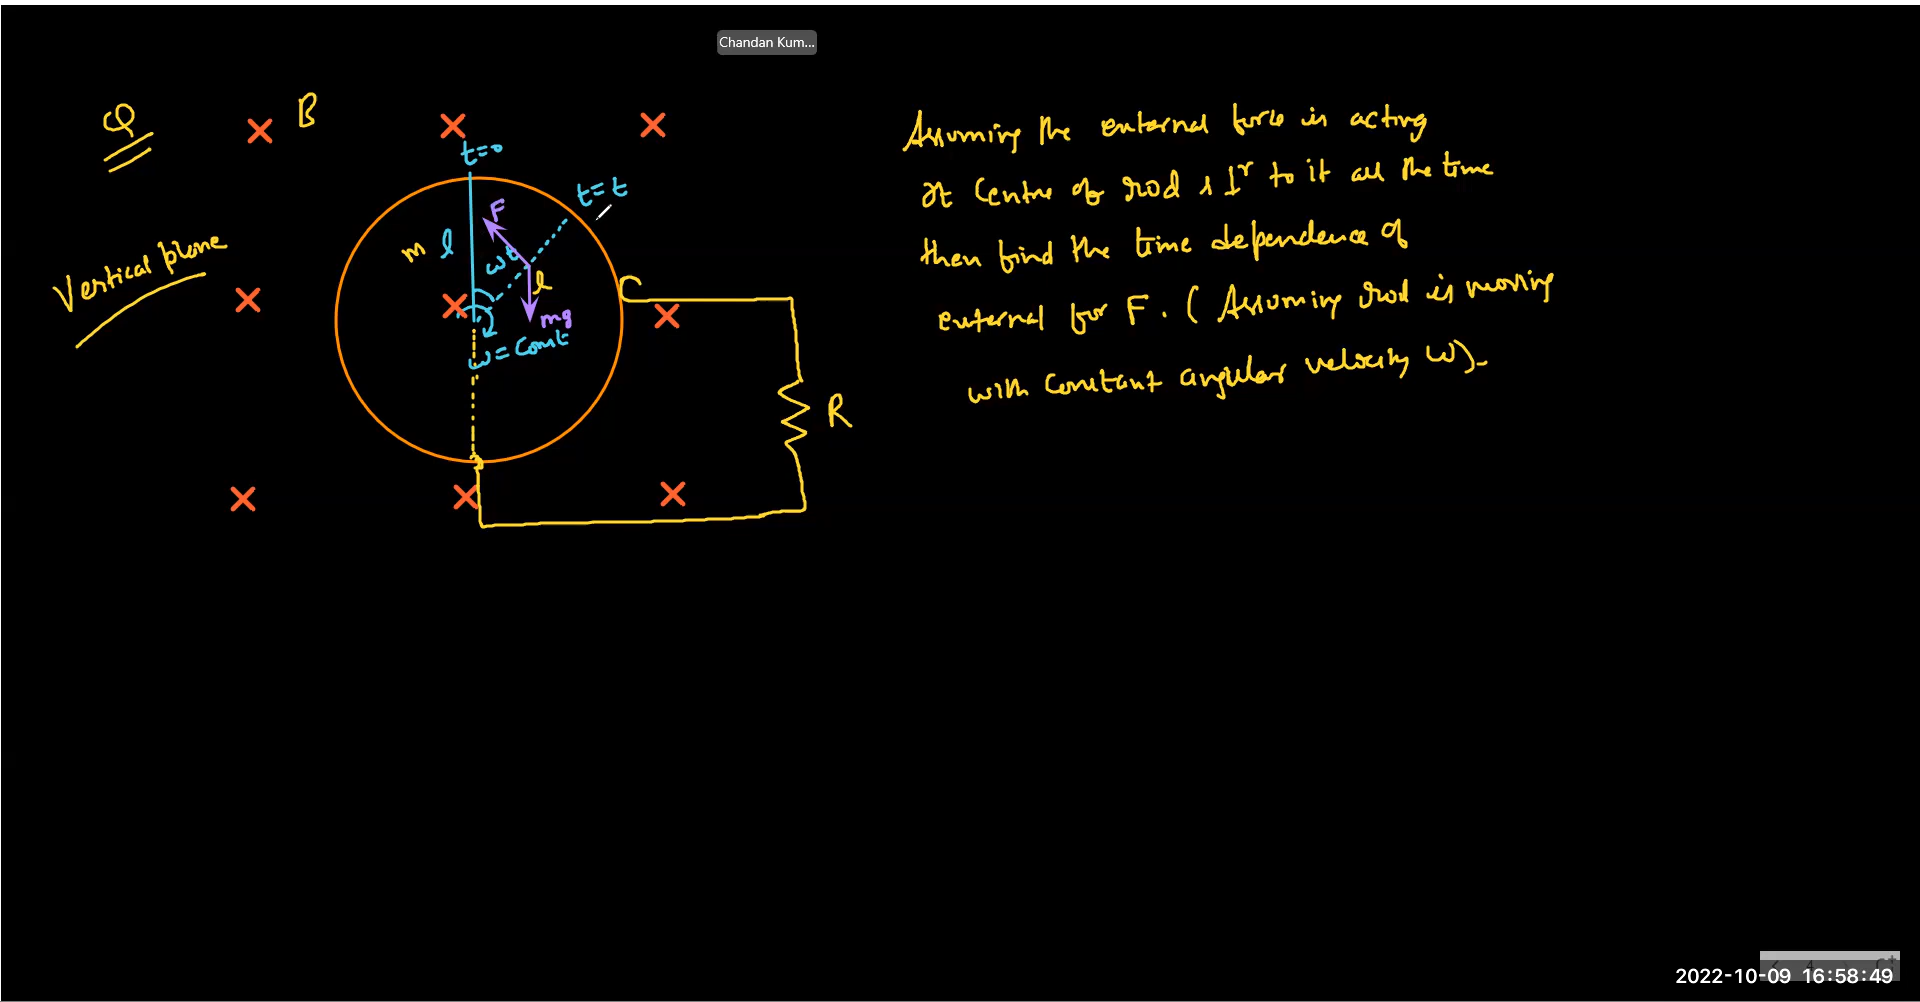 Chandan Kum...
Q
B
t=0
t=t
F
m l
ωt
l
mg
ω = const
Vertical plane
R
Assuming the external force is acting
at centre of rod & ⊥r to it all the time
then find the time dependence of
external for F. (Assuming rod is moving
with constant angular velocity ω).
2022-10-09 16:58:49